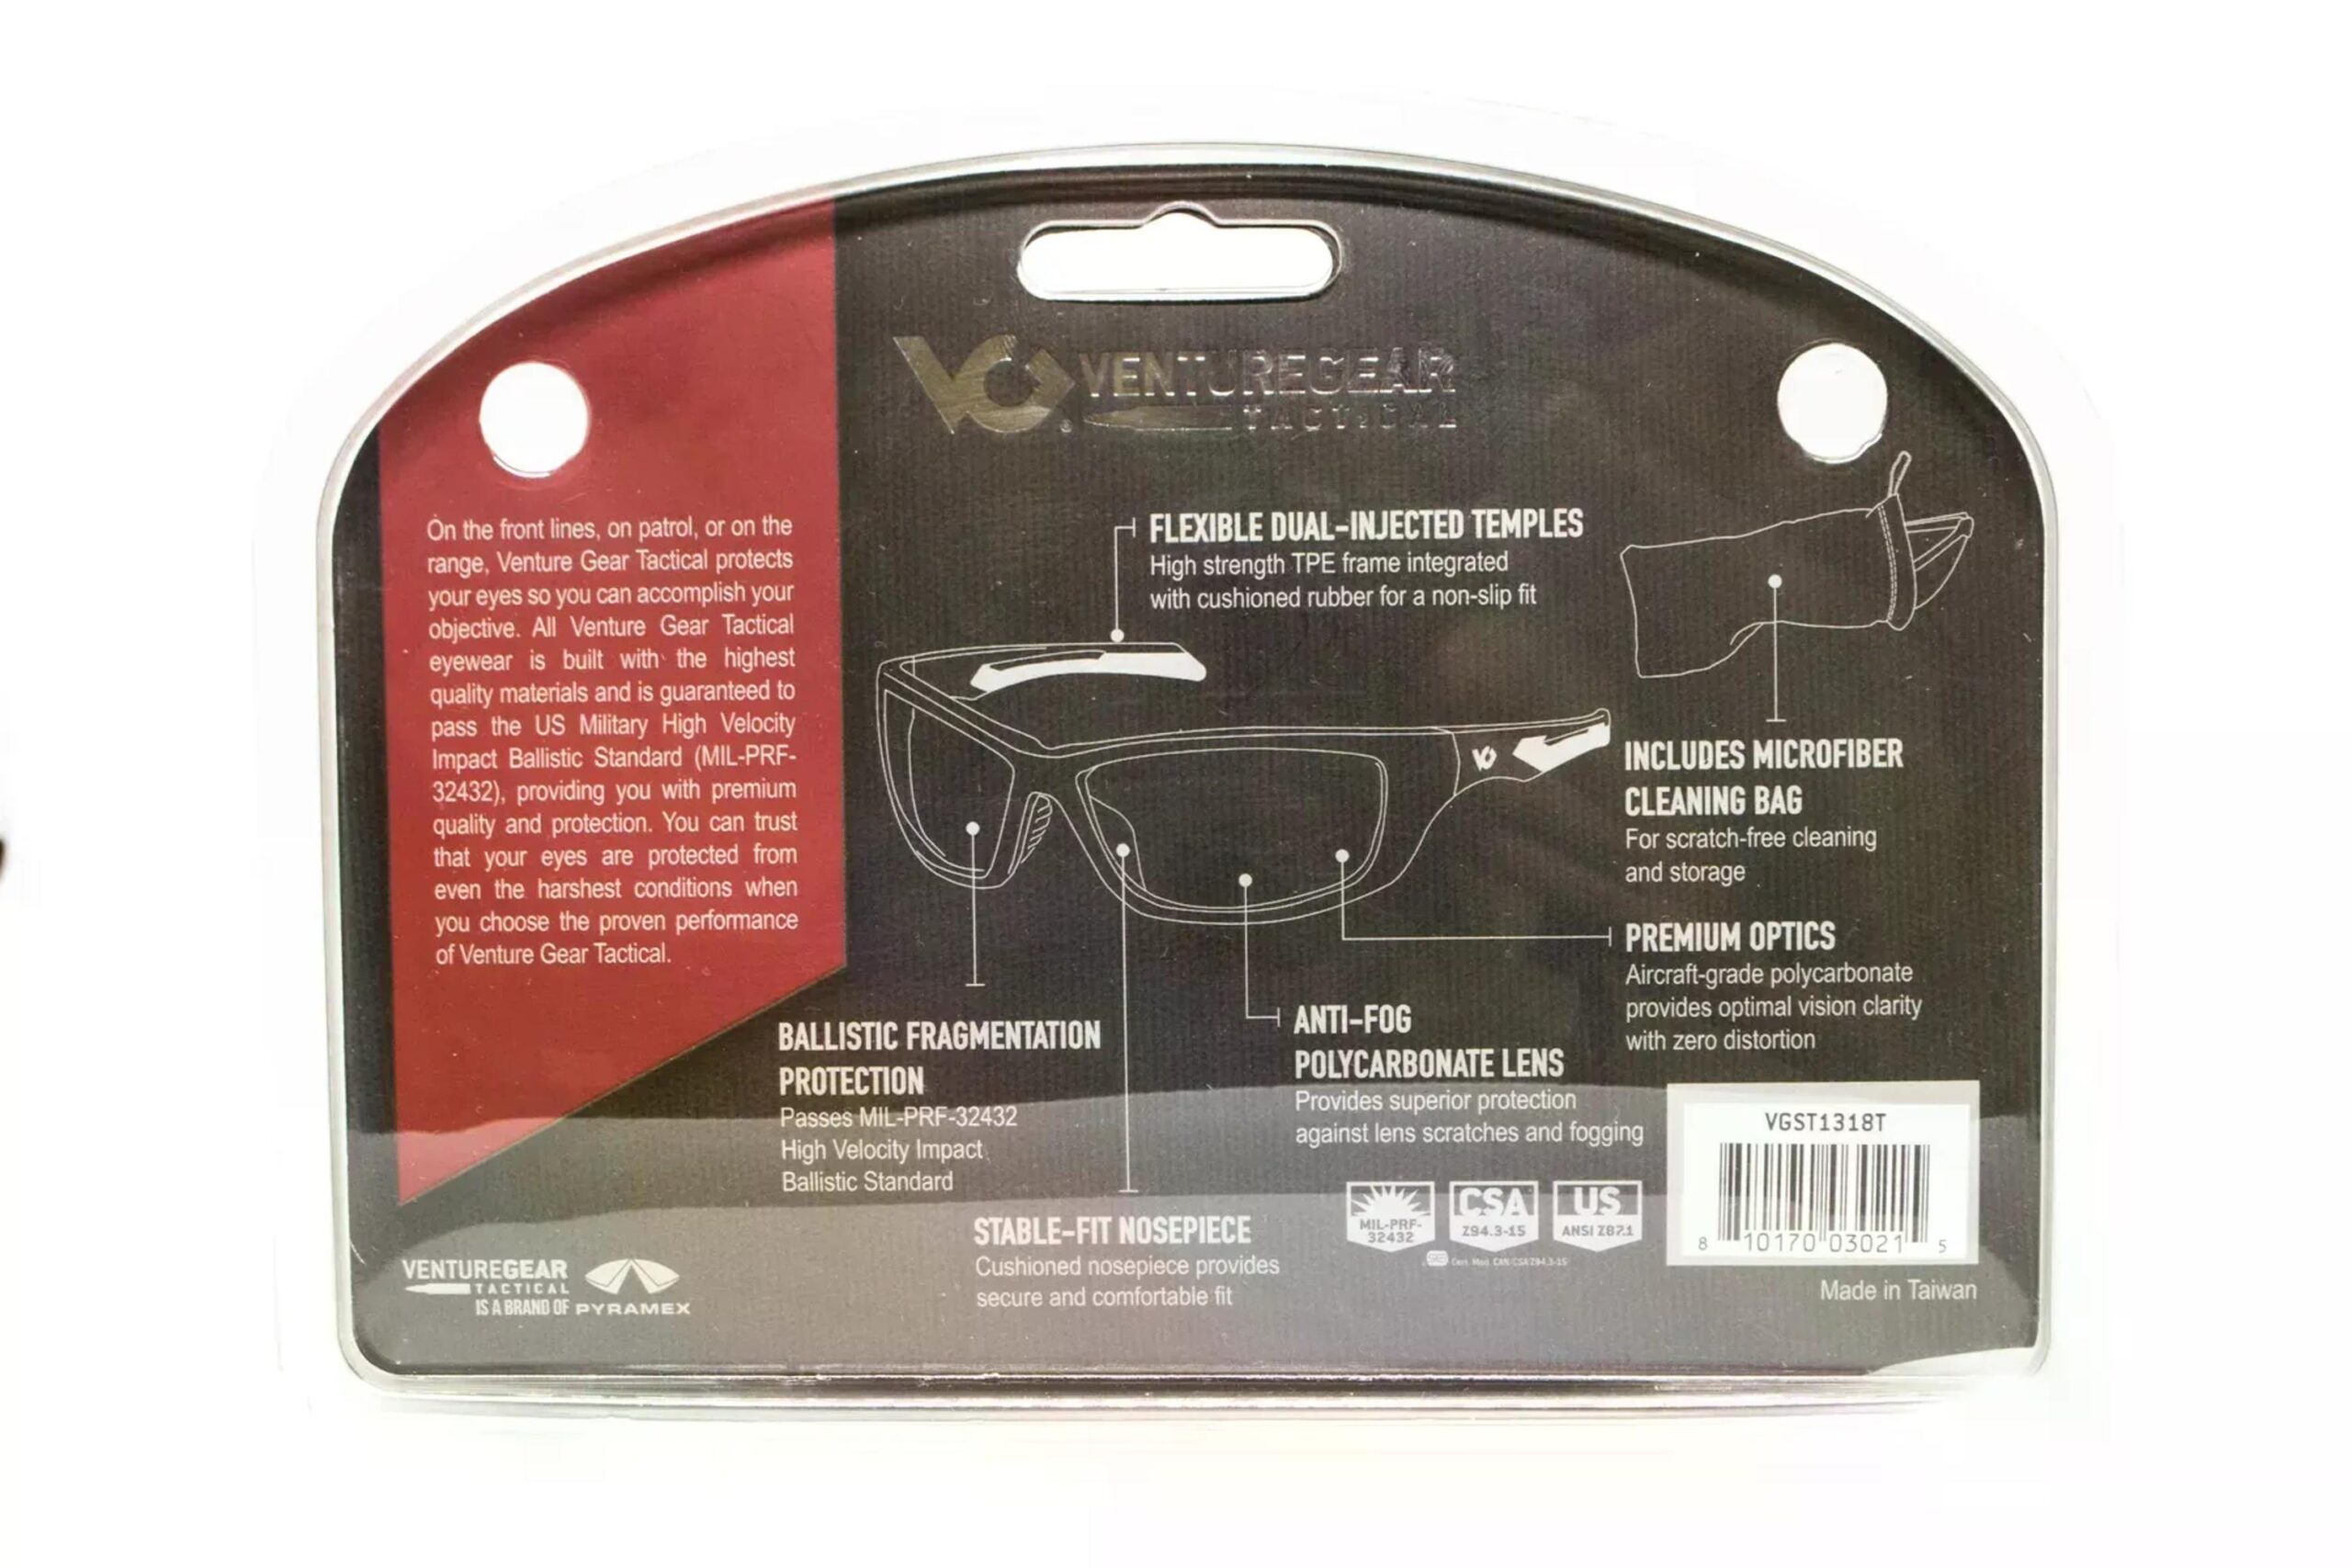 VG® VENTUREGEAR
TACTICAL
On the front lines, on patrol, or on the
range, Venture Gear Tactical protects
your eyes so you can accomplish your
objective. All Venture Gear Tactical
eyewear is built with the highest
quality materials and is guaranteed to
pass the US Military High Velocity
Impact Ballistic Standard (MIL-PRF-
32432), providing you with premium
quality and protection. You can trust
that your eyes are protected from
even the harshest conditions when
you choose the proven performance
of Venture Gear Tactical.
FLEXIBLE DUAL-INJECTED TEMPLES
High strength TPE frame integrated
with cushioned rubber for a non-slip fit
VG
INCLUDES MICROFIBER
CLEANING BAG
For scratch-free cleaning
and storage
PREMIUM OPTICS
Aircraft-grade polycarbonate
provides optimal vision clarity
with zero distortion
BALLISTIC FRAGMENTATION
PROTECTION
Passes MIL-PRF-32432
High Velocity Impact
Ballistic Standard
ANTI-FOG
POLYCARBONATE LENS
Provides superior protection
against lens scratches and fogging
STABLE-FIT NOSEPIECE
Cushioned nosepiece provides
secure and comfortable fit
MIL-PRF-
32432
CSA
Z94.3-15
US
ANSI Z87.1
Cert. Mod. CAN/CSA Z94.3-15
VGST1318T
8 10170 03021 5
Made in Taiwan
VENTUREGEAR
TACTICAL
IS A BRAND OF PYRAMEX